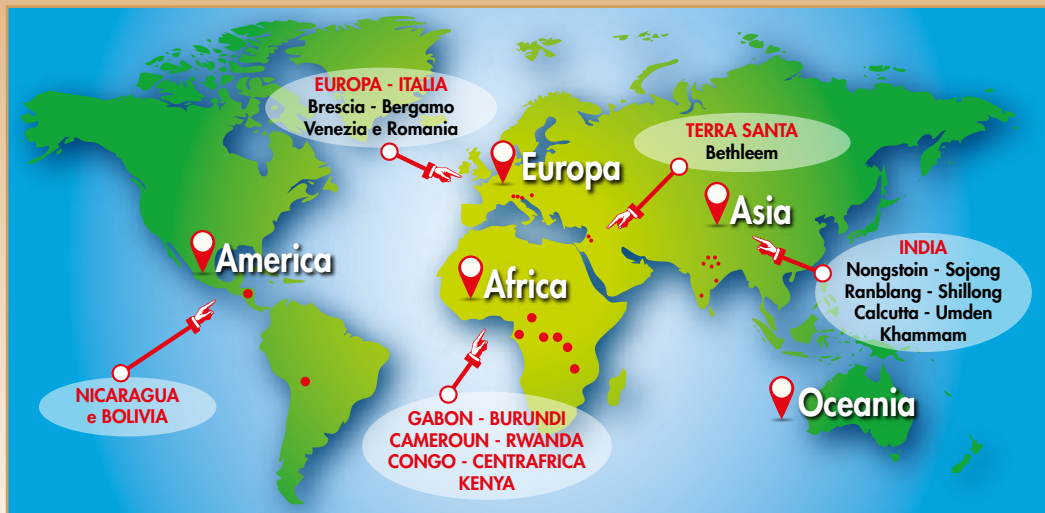 EUROPA - ITALIA
Brescia - Bergamo
Venezia e Romania
TERRA SANTA
Bethleem
Europa
Asia
America
Africa
INDIA
Nongstoin - Sojong
Ranblang - Shillong
Calcutta - Umden
Khammam
NICARAGUA
e BOLIVIA
Oceania
GABON - BURUNDI
CAMEROUN - RWANDA
CONGO - CENTRAFRICA
KENYA